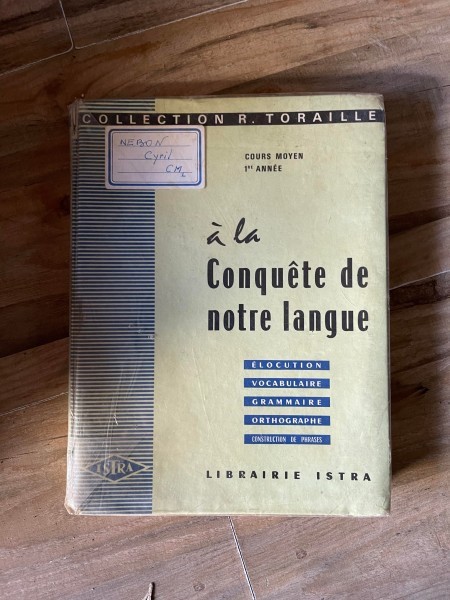 COLLECTION R. TORAILLE
NEBON
Cyril
CM₁
COURS MOYEN
1re ANNÉE
à la
Conquête de
notre langue
ÉLOCUTION
VOCABULAIRE
GRAMMAIRE
ORTHOGRAPHE
CONSTRUCTION DE PHRASES
ISTRA
LIBRAIRIE ISTRA